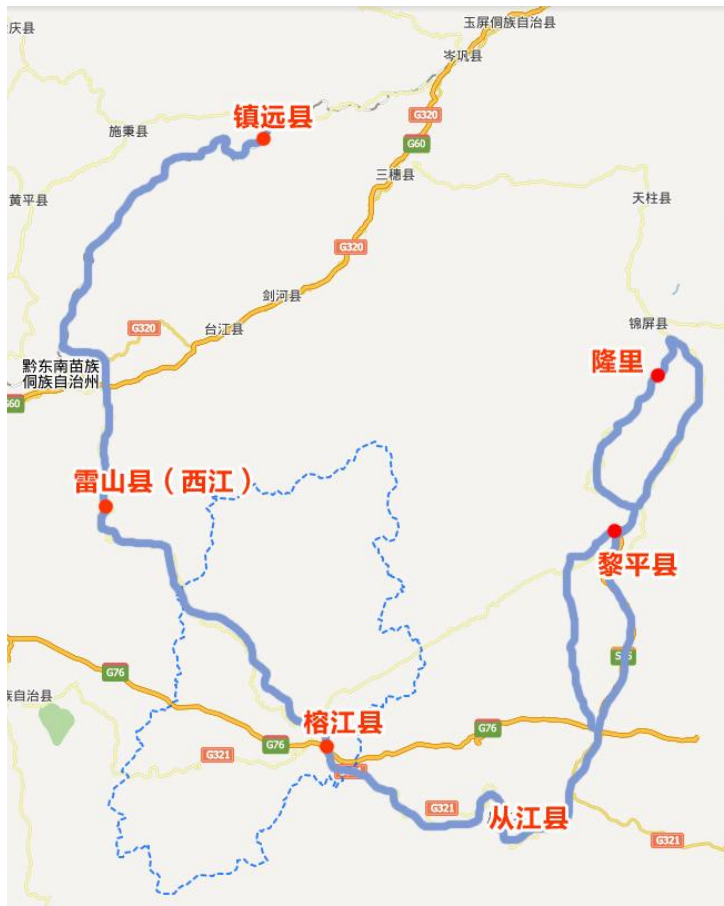 庆县
玉屏侗族自治县
岑巩县
G320
镇远县
施秉县
G60
三穗县
黄平县
天柱县
G320
剑河县
G320
台江县
锦屏县
黔东南苗族
侗族自治州
隆里
G60
雷山县（西江）
黎平县
G76
族自治县
榕江县
G76
G76
G321
G321
从江县
G321